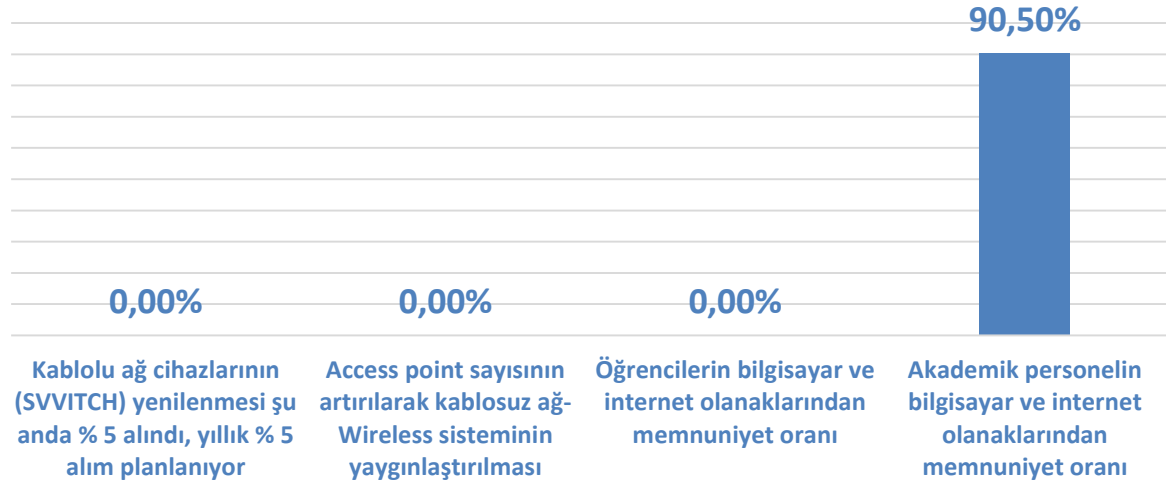 90,50%
0,00%
0,00%
0,00%
Kablolu ağ cihazlarının
(SVVITCH) yenilenmesi şu
anda % 5 alındı, yıllık % 5
alım planlanıyor
Access point sayısının
artırılarak kablosuz ağ-
Wireless sisteminin
yaygınlaştırılması
Öğrencilerin bilgisayar ve
internet olanaklarından
memnuniyet oranı
Akademik personelin
bilgisayar ve internet
olanaklarından
memnuniyet oranı